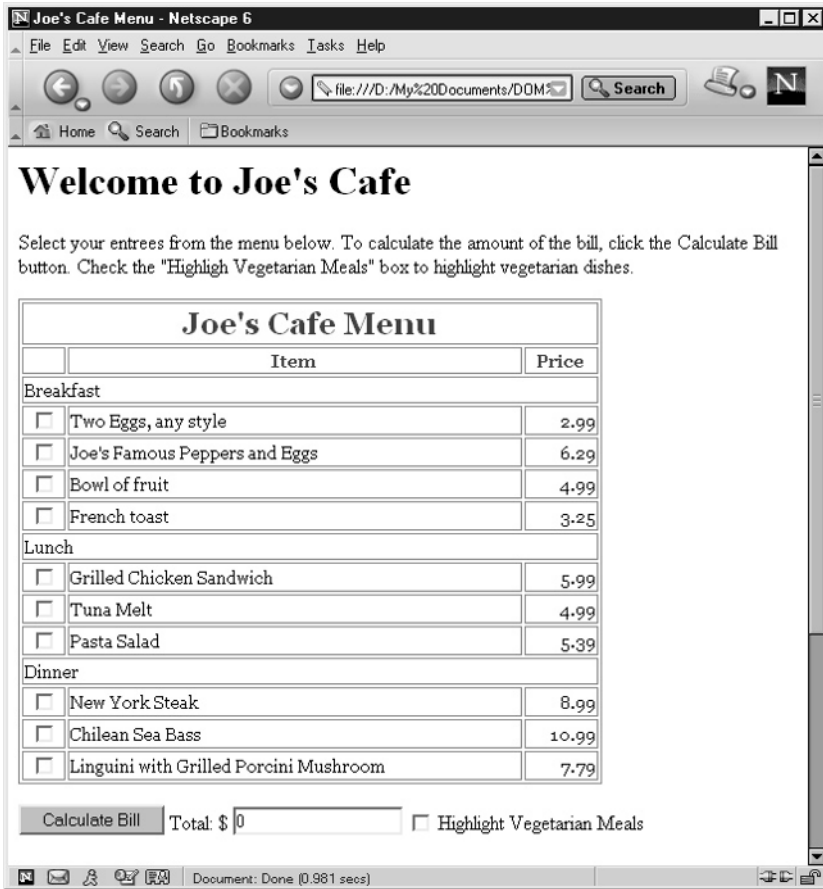 N Joe's Cafe Menu - Netscape 6
File Edit View Search Go Bookmarks Tasks Help
file:///D:/My%20Documents/DOM% Search N
Home Search Bookmarks
Welcome to Joe's Cafe
Select your entrees from the menu below. To calculate the amount of the bill, click the Calculate Bill
button. Check the "Highligh Vegetarian Meals" box to highlight vegetarian dishes.
Joe's Cafe Menu
Item Price
Breakfast
Two Eggs, any style 2.99
Joe's Famous Peppers and Eggs 6.29
Bowl of fruit 4.99
French toast 3.25
Lunch
Grilled Chicken Sandwich 5.99
Tuna Melt 4.99
Pasta Salad 5.39
Dinner
New York Steak 8.99
Chilean Sea Bass 10.99
Linguini with Grilled Porcini Mushroom 7.79
Calculate Bill Total: $ 0 Highlight Vegetarian Meals
N Document: Done (0.981 secs)